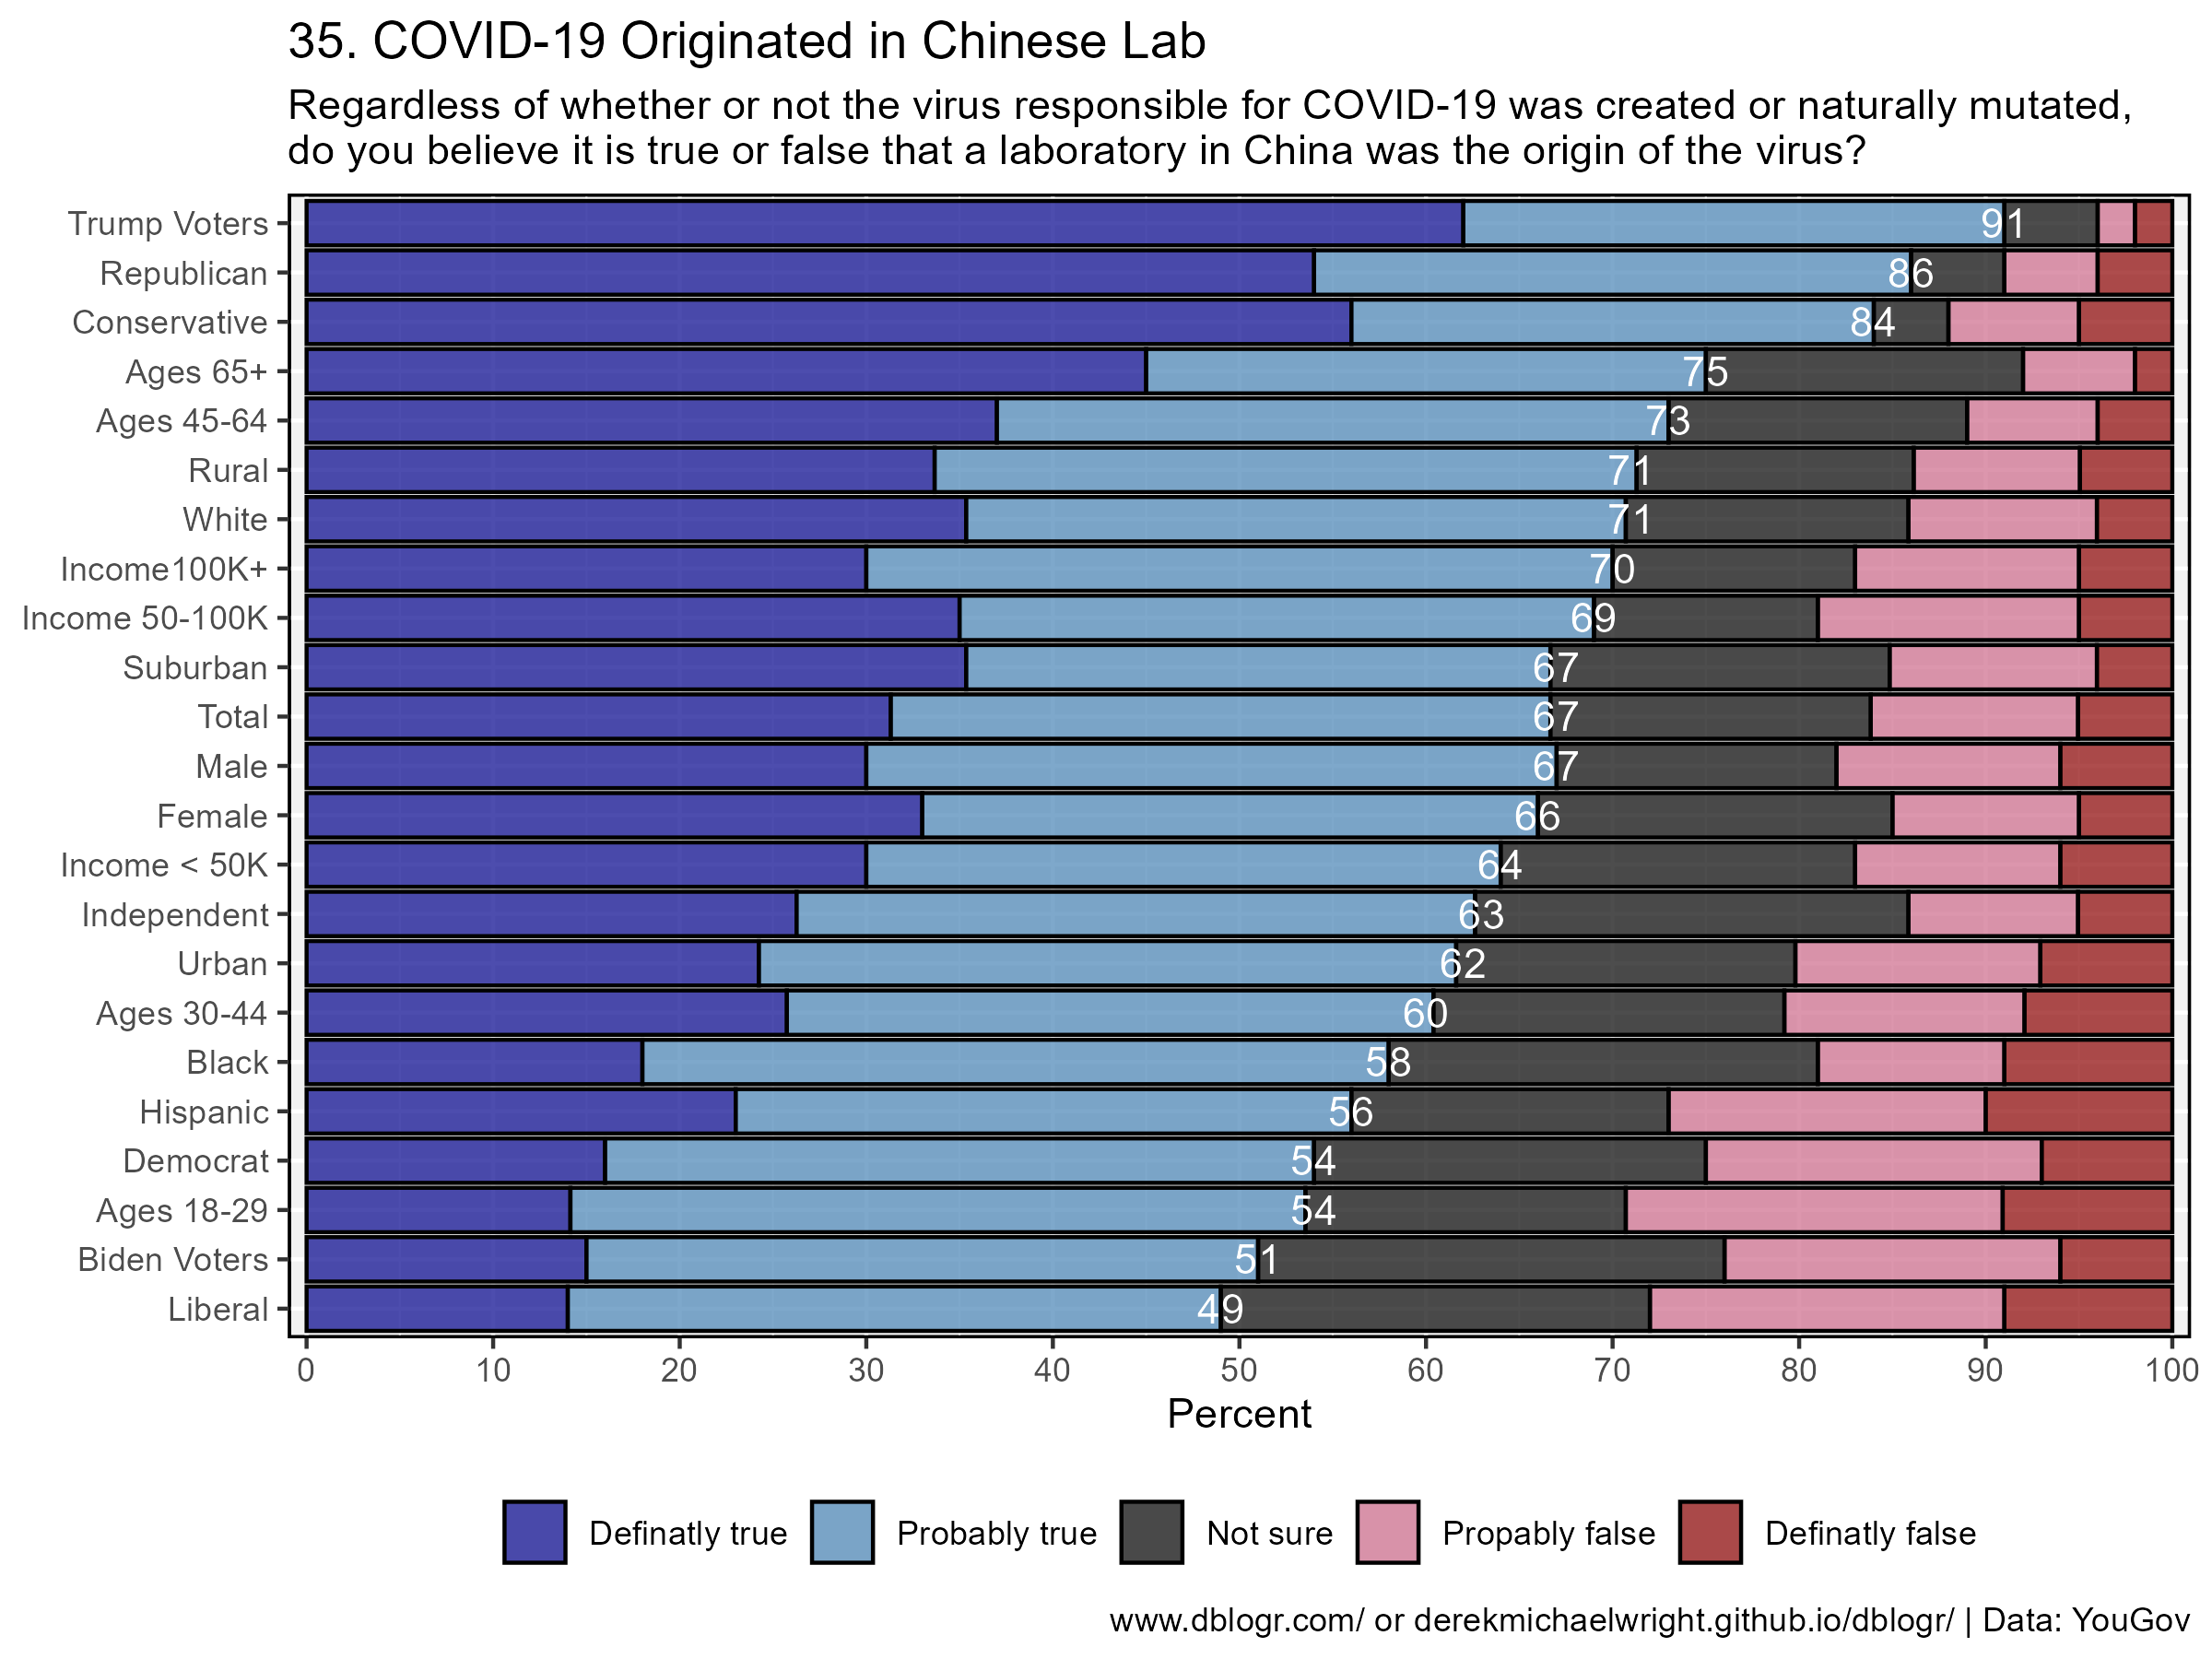 35. COVID-19 Originated in Chinese Lab
Regardless of whether or not the virus responsible for COVID-19 was created or naturally mutated,
do you believe it is true or false that a laboratory in China was the origin of the virus?
Trump Voters 91
Republican 86
Conservative 84
Ages 65+ 75
Ages 45-64 73
Rural 71
White 71
Income100K+ 70
Income 50-100K 69
Suburban 67
Total 67
Male 67
Female 66
Income < 50K 64
Independent 63
Urban 62
Ages 30-44 60
Black 58
Hispanic 56
Democrat 54
Ages 18-29 54
Biden Voters 51
Liberal 49
0 10 20 30 40 50 60 70 80 90 100
Percent
Definatly true Probably true Not sure Propably false Definatly false
www.dblogr.com/ or derekmichaelwright.github.io/dblogr/ | Data: YouGov